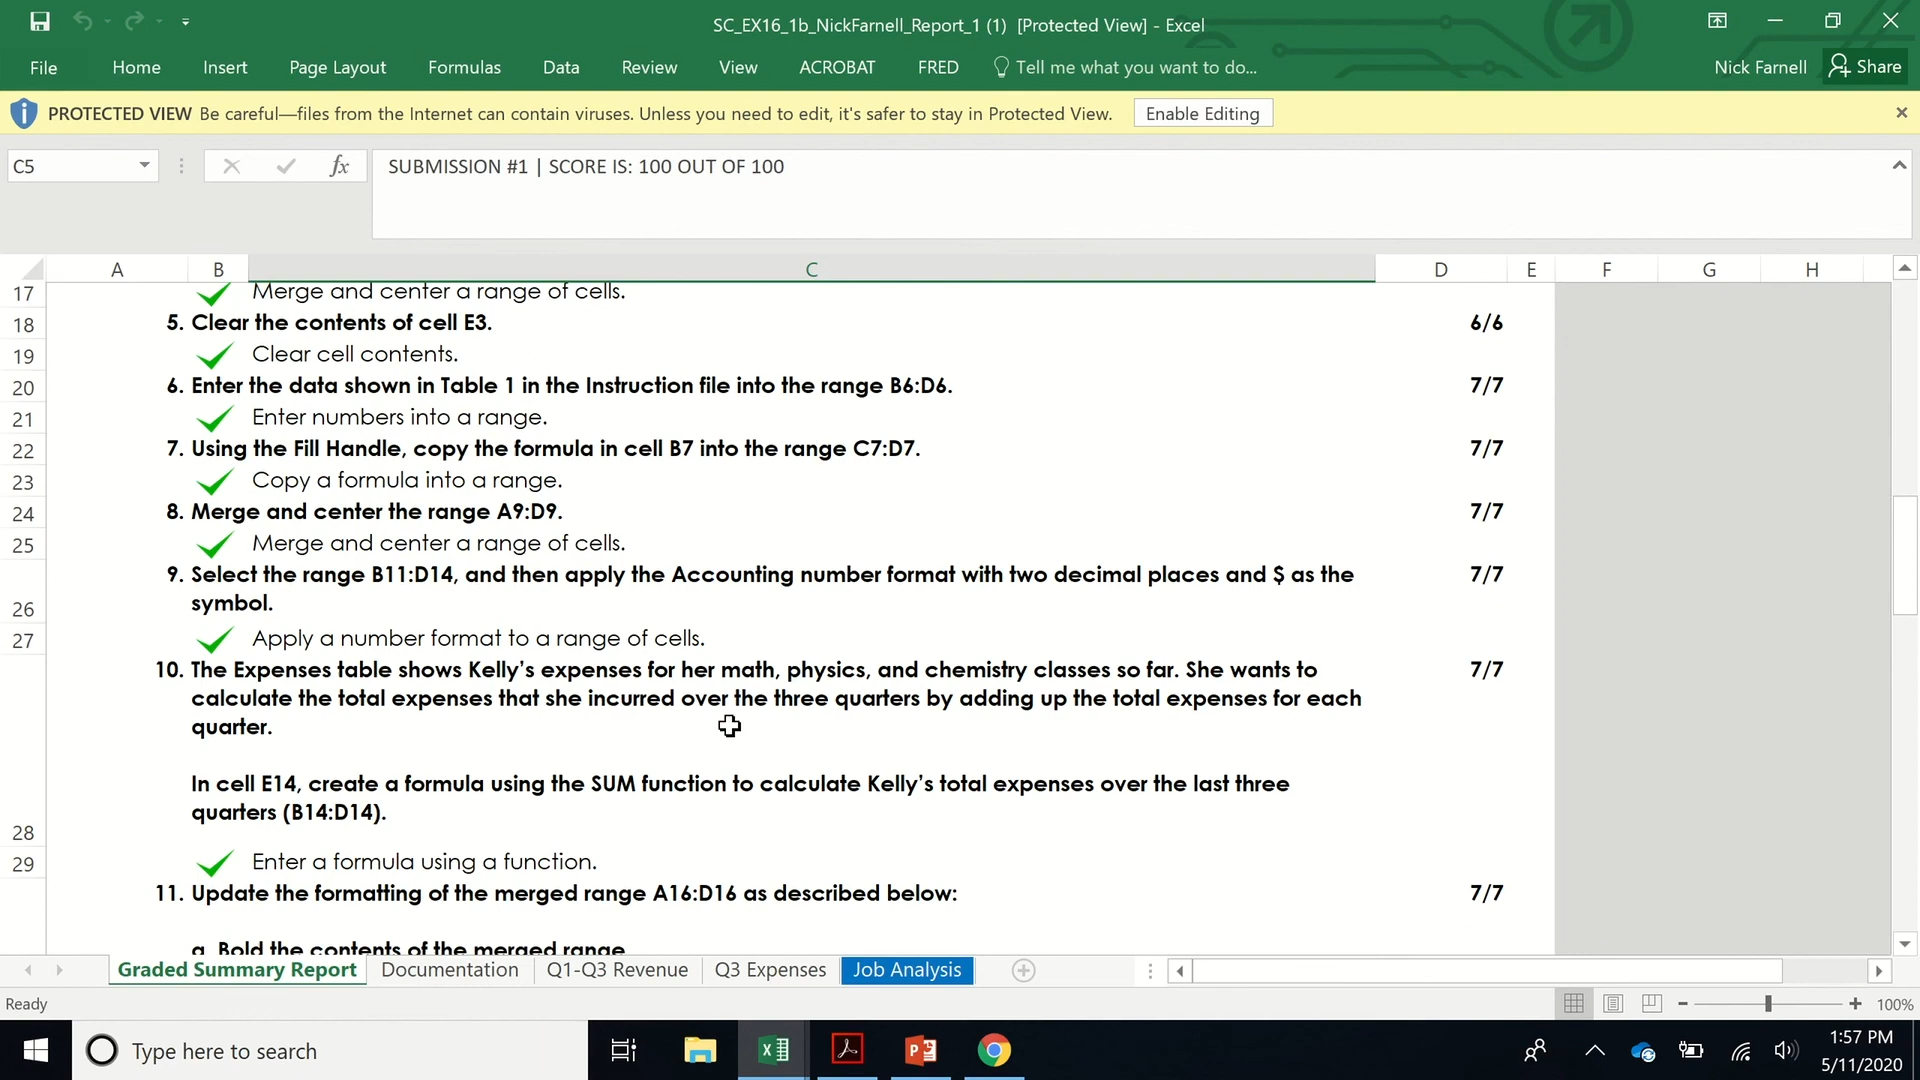 SC_EX16_1b_NickFarnell_Report_1 (1) [Protected View] - Excel
File Home Insert Page Layout Formulas Data Review View ACROBAT FRED Tell me what you want to do... Nick Farnell Share
PROTECTED VIEW Be careful—files from the Internet can contain viruses. Unless you need to edit, it's safer to stay in Protected View. Enable Editing
C5 fx SUBMISSION #1 | SCORE IS: 100 OUT OF 100
A B C D E F G H
17 Merge and center a range of cells.
18 5. Clear the contents of cell E3. 6/6
19 Clear cell contents.
20 6. Enter the data shown in Table 1 in the Instruction file into the range B6:D6. 7/7
21 Enter numbers into a range.
22 7. Using the Fill Handle, copy the formula in cell B7 into the range C7:D7. 7/7
23 Copy a formula into a range.
24 8. Merge and center the range A9:D9. 7/7
25 Merge and center a range of cells.
9. Select the range B11:D14, and then apply the Accounting number format with two decimal places and $ as the 7/7
26 symbol.
27 Apply a number format to a range of cells.
10. The Expenses table shows Kelly's expenses for her math, physics, and chemistry classes so far. She wants to 7/7
calculate the total expenses that she incurred over the three quarters by adding up the total expenses for each
quarter.
In cell E14, create a formula using the SUM function to calculate Kelly's total expenses over the last three
quarters (B14:D14).
28
29 Enter a formula using a function.
11. Update the formatting of the merged range A16:D16 as described below: 7/7
a. Bold the contents of the merged range
Graded Summary Report Documentation Q1-Q3 Revenue Q3 Expenses Job Analysis
Ready 100%
Type here to search 1:57 PM
5/11/2020